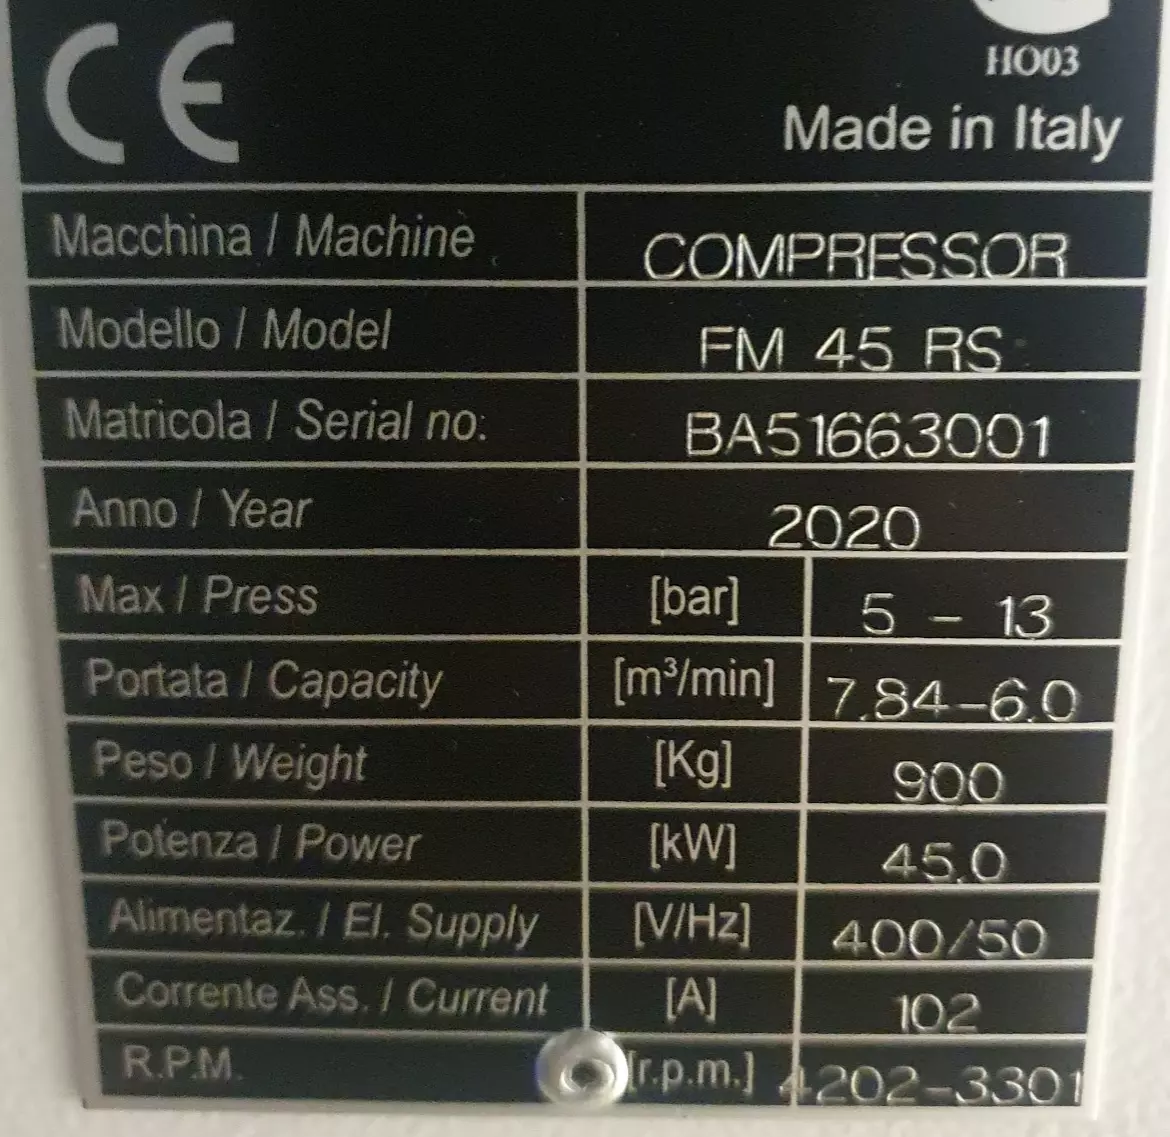 CE
HO03
Made in Italy
Macchina / Machine COMPRESSOR
Modello / Model FM 45 RS
Matricola / Serial no. BA51663001
Anno / Year 2020
Max / Press [bar] 5 - 13
Portata / Capacity [m³/min] 7.84-6.0
Peso / Weight [Kg] 900
Potenza / Power [kW] 45.0
Alimentaz. / El. Supply [V/Hz] 400/50
Corrente Ass. / Current [A] 102
R.P.M. [r.p.m.] 4202-3301